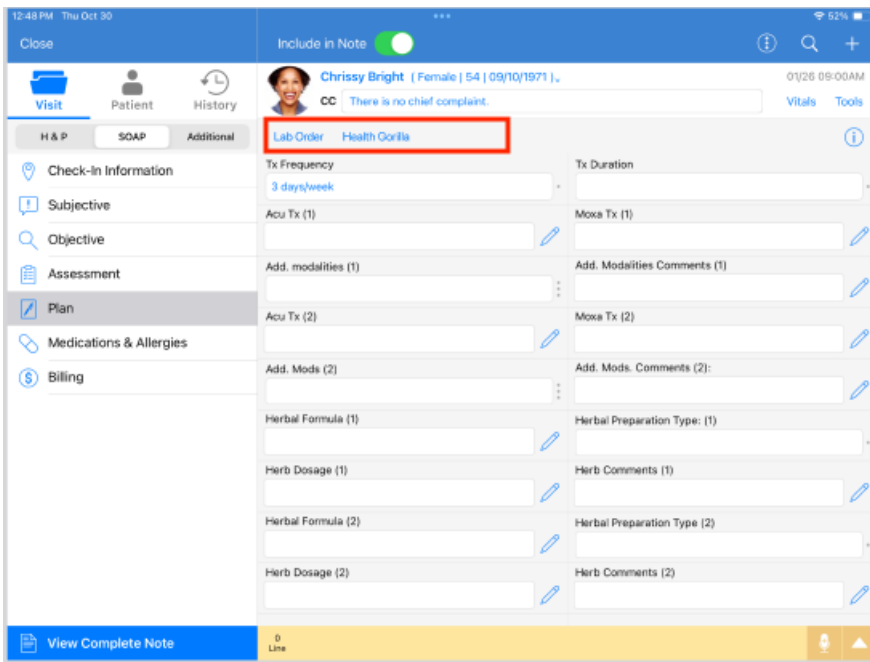 12:48 PM Thu Oct 30
52%
Close
Include in Note
Visit
Patient
History
Chrissy Bright (Female | 54 | 09/10/1971)
01/26 09:00AM
CC There is no chief complaint.
Vitals Tools
H & P
SOAP
Additional
Lab Order Health Gorilla
Check-In Information
Subjective
Objective
Assessment
Plan
Medications & Allergies
Billing
Tx Frequency
Tx Duration
3 days/week
Acu Tx (1)
Moxa Tx (1)
Add. modalities (1)
Add. Modalities Comments (1)
Acu Tx (2)
Moxa Tx (2)
Add. Mods (2)
Add. Mods. Comments (2):
Herbal Formula (1)
Herbal Preparation Type: (1)
Herb Dosage (1)
Herb Comments (1)
Herbal Formula (2)
Herbal Preparation Type (2)
Herb Dosage (2)
Herb Comments (2)
View Complete Note
D
Line